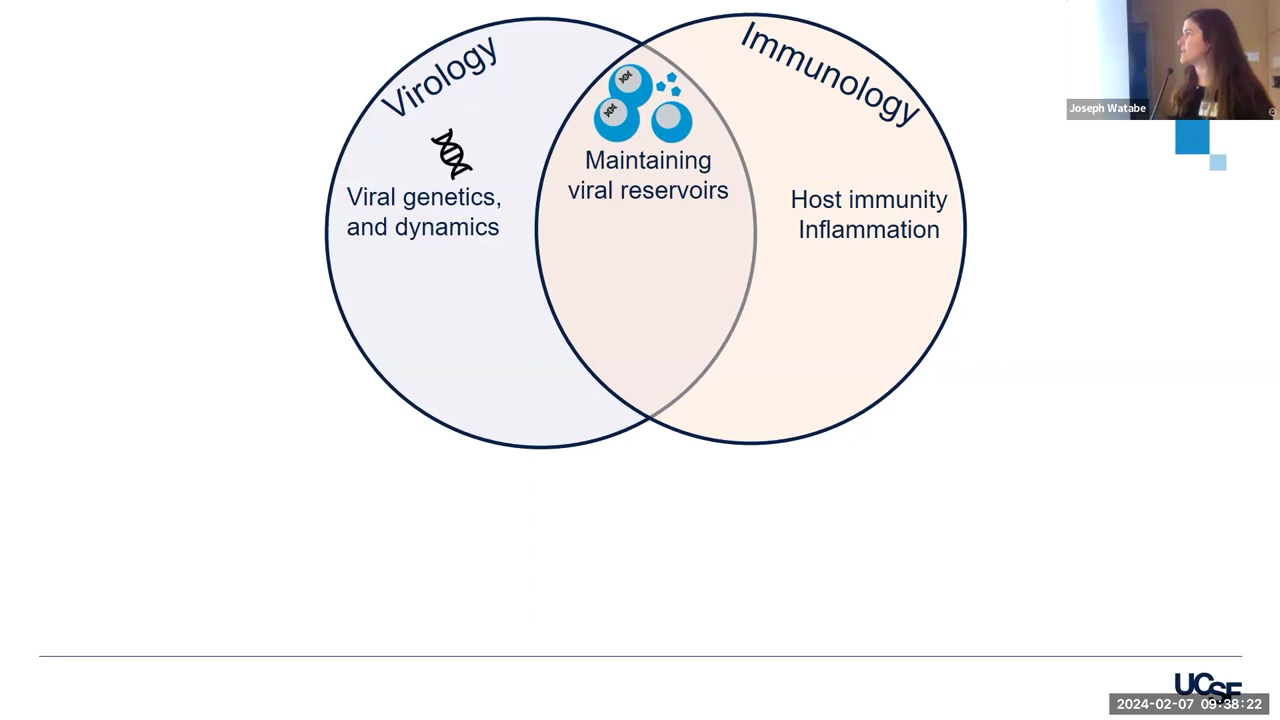 Virology
Immunology
Joseph Watabe
Maintaining
viral reservoirs
Viral genetics,
and dynamics
Host immunity
Inflammation
UCSF
2024-02-07 09:38:22